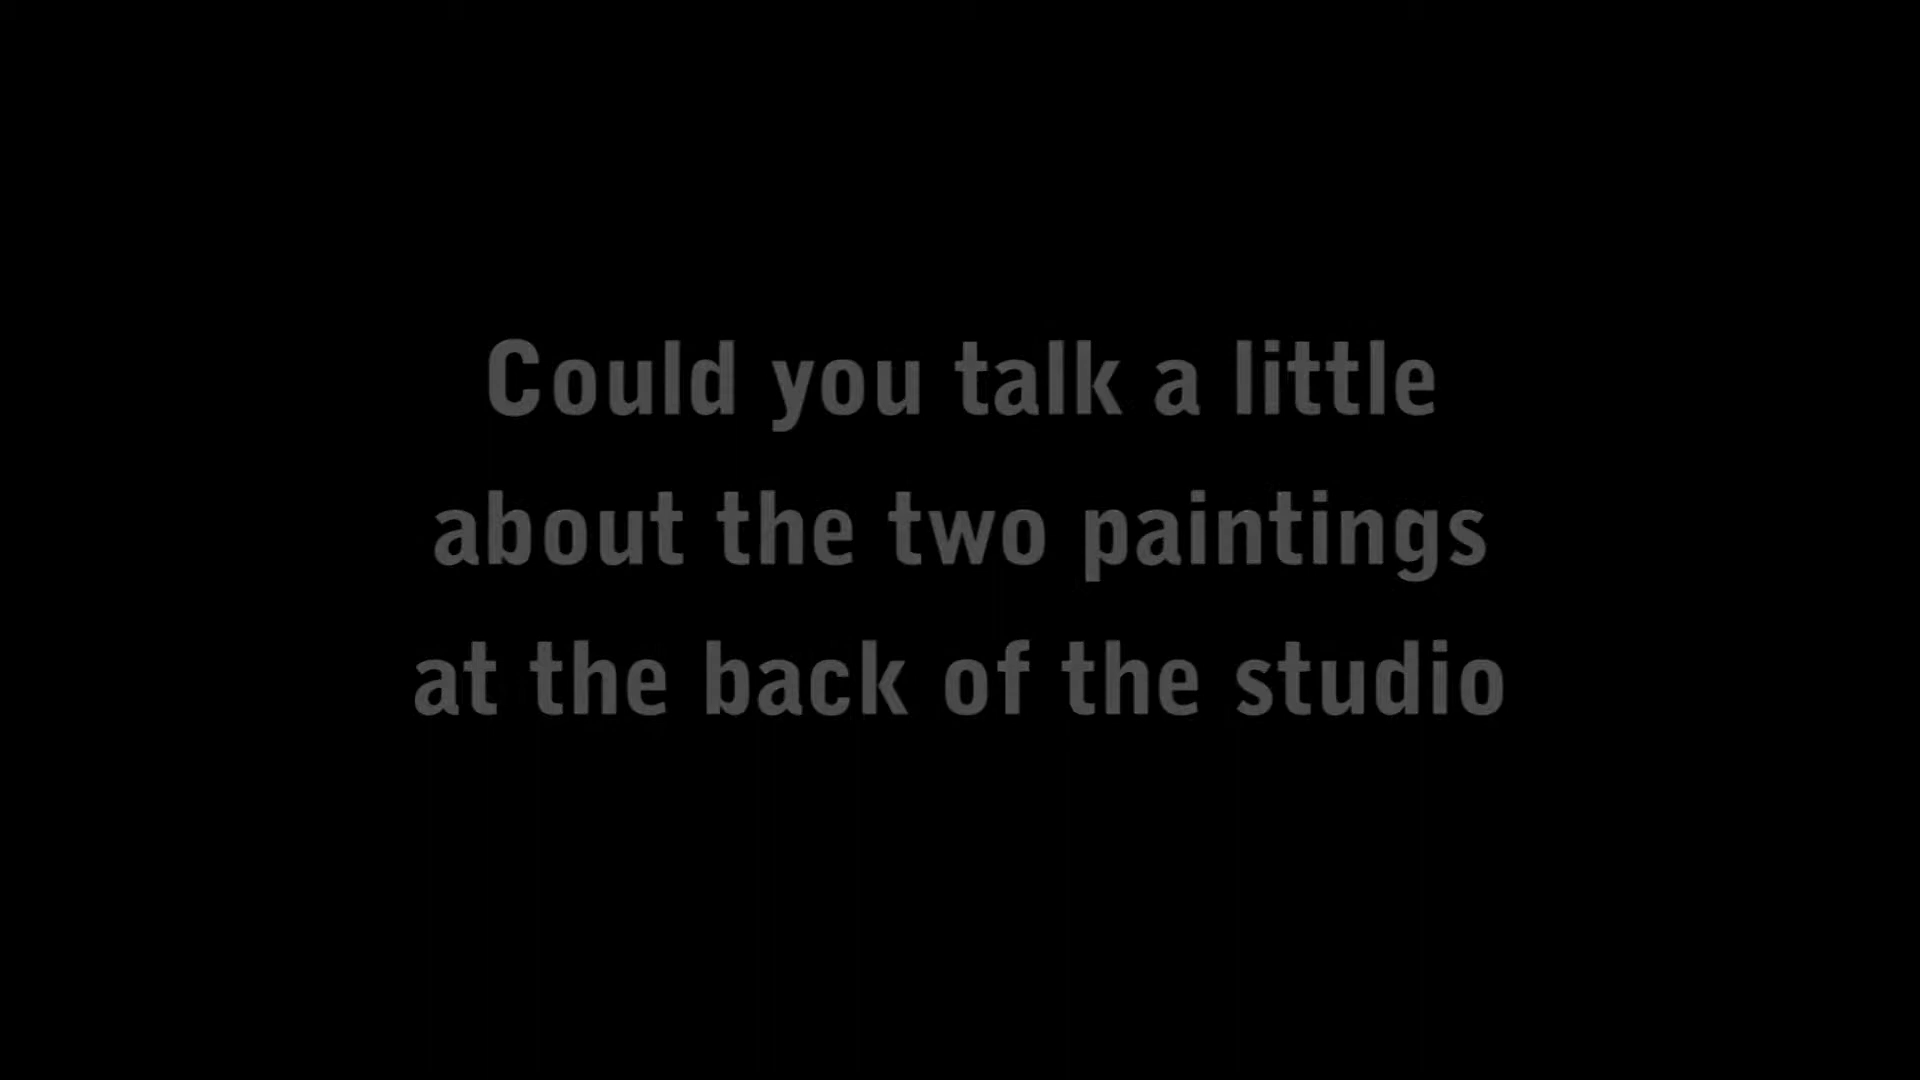 Could you talk a little
about the two paintings
at the back of the studio